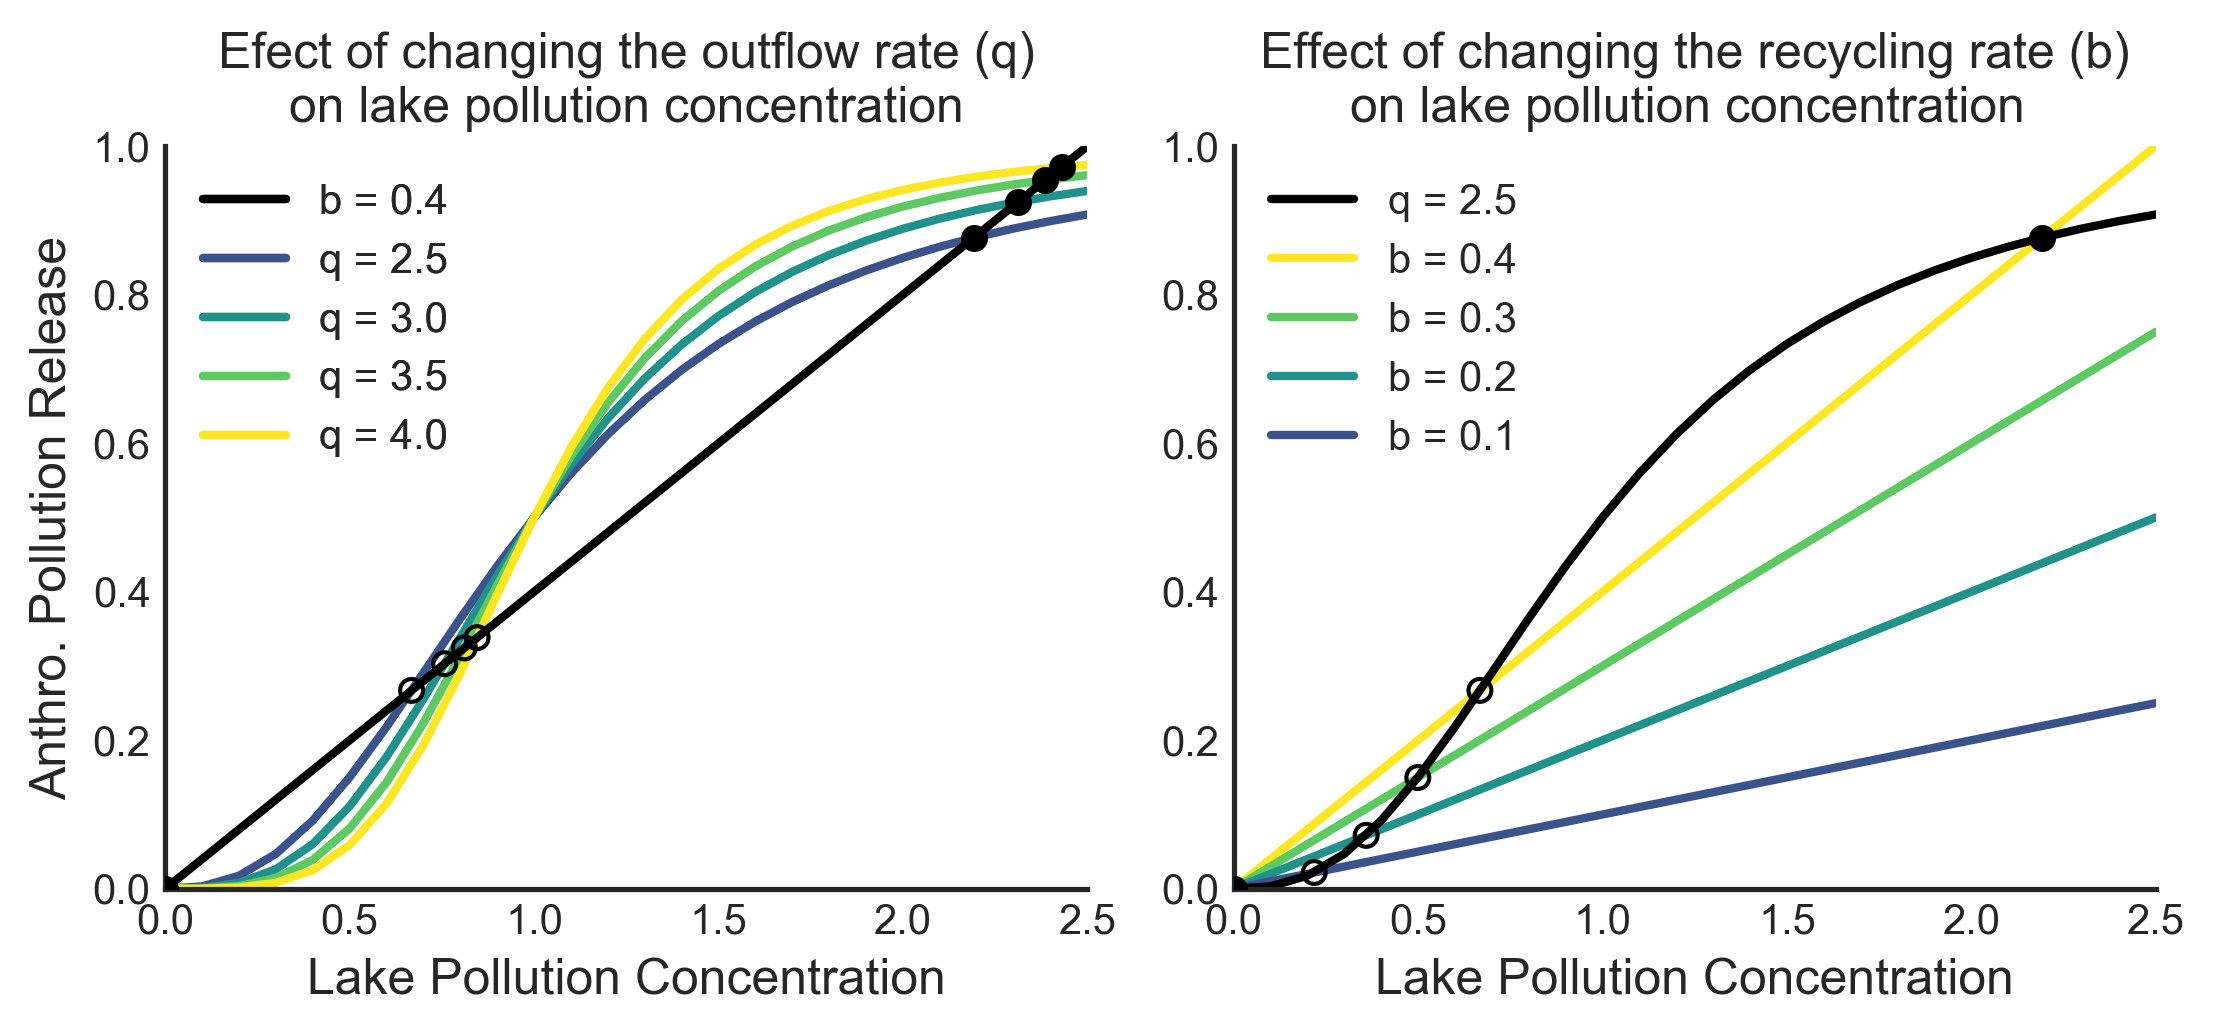 Efect of changing the outflow rate (q)
on lake pollution concentration
1.0
0.8
0.6
0.4
0.2
0.0
Anthro. Pollution Release
b = 0.4
q = 2.5
q = 3.0
q = 3.5
q = 4.0
0.0 0.5 1.0 1.5 2.0 2.5
Lake Pollution Concentration
Effect of changing the recycling rate (b)
on lake pollution concentration
1.0
0.8
0.6
0.4
0.2
0.0
q = 2.5
b = 0.4
b = 0.3
b = 0.2
b = 0.1
0.0 0.5 1.0 1.5 2.0 2.5
Lake Pollution Concentration